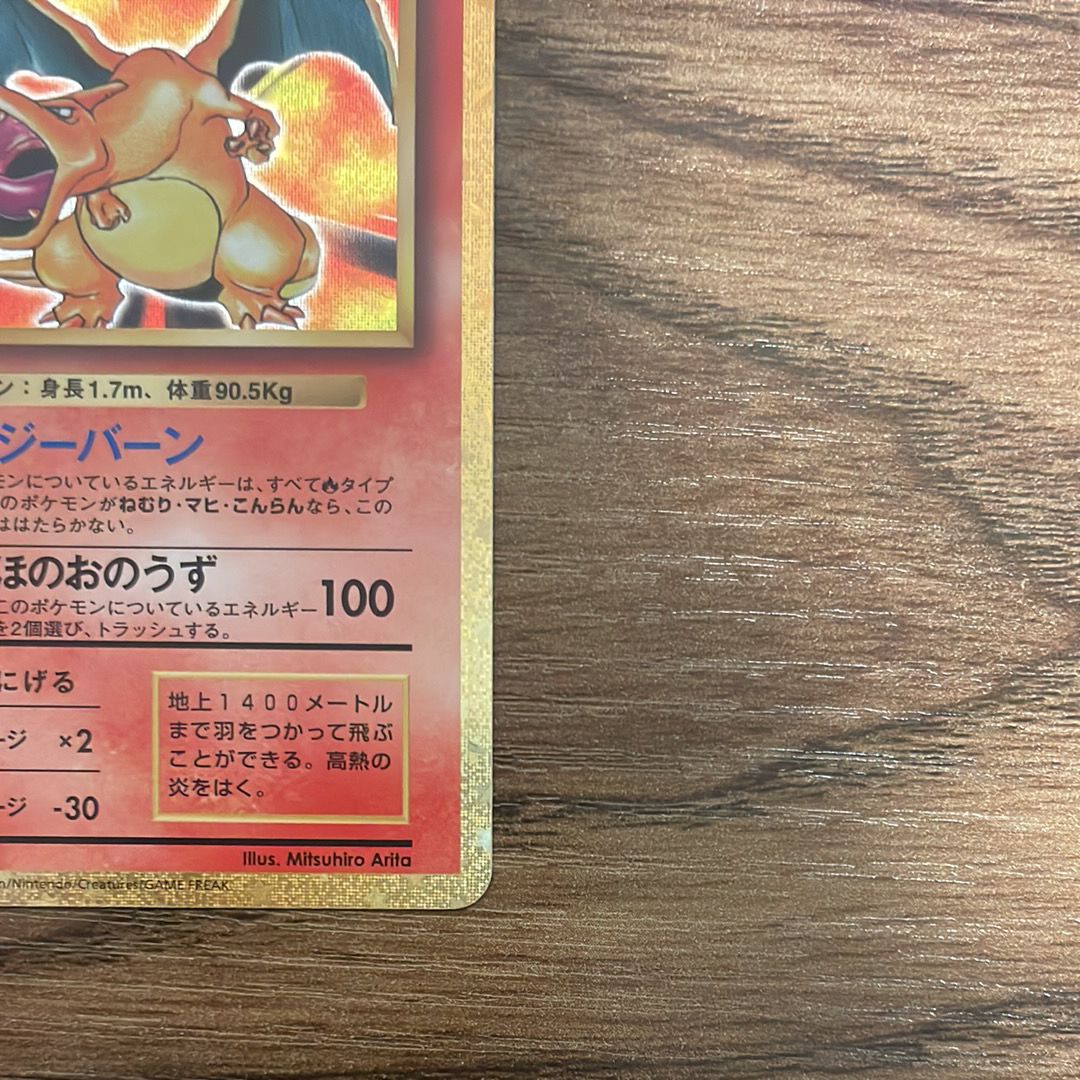 ン：身長1.7m、体重90.5Kg
ジーバーン
モンについているエネルギーは、すべて🔥タイプ
のポケモンがねむり・マヒ・こんらんなら、この
ははたらかない。
ほのおのうず
100
このポケモンについているエネルギー
を2個選び、トラッシュする。
にげる
地上１４００メートル
まで羽をつかって飛ぶ
ことができる。高熱の
炎をはく。
ージ ×2
ージ -30
Illus. Mitsuhiro Arita
n/Nintendo/Creatures/GAME FREAK.